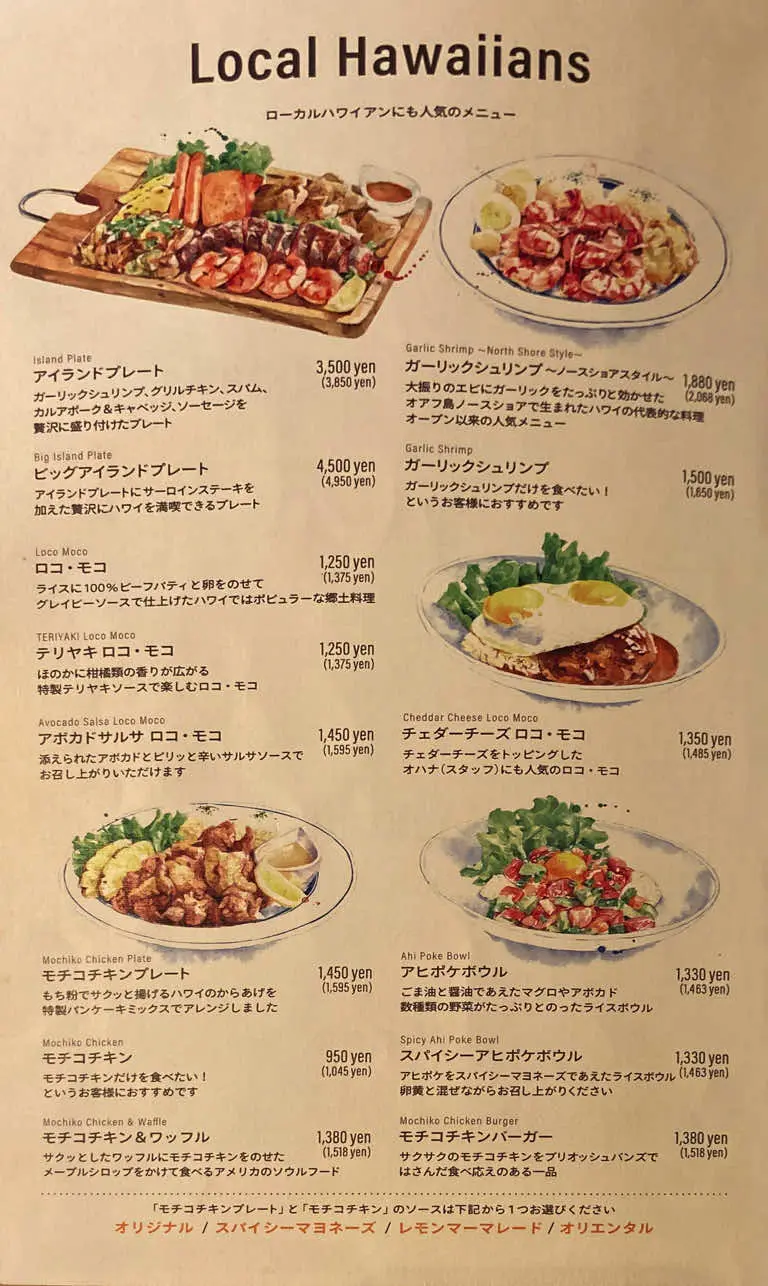 Local Hawaiians
ローカルハワイアンにも人気のメニュー
Island Plate
アイランドプレート
3,500 yen
(3,850 yen)
ガーリックシュリンプ、グリルチキン、スパム、
カルアポーク＆キャベッジ、ソーセージを
贅沢に盛り付けたプレート
Big Island Plate
ビッグアイランドプレート
4,500 yen
(4,950 yen)
アイランドプレートにサーロインステーキを
加えた贅沢にハワイを満喫できるプレート
Loco Moco
ロコ・モコ
1,250 yen
(1,375 yen)
ライスに100%ビーフパティと卵をのせて
グレイビーソースで仕上げたハワイではポピュラーな郷土料理
TERIYAKI Loco Moco
テリヤキ ロコ・モコ
1,250 yen
(1,375 yen)
ほのかに柑橘類の香りが広がる
特製テリヤキソースで楽しむロコ・モコ
Avocado Salsa Loco Moco
アボカドサルサ ロコ・モコ
1,450 yen
(1,595 yen)
添えられたアボカドとピリッと辛いサルサソースで
お召し上がりいただけます
Mochiko Chicken Plate
モチコチキンプレート
1,450 yen
(1,595 yen)
もち粉でサクッと揚げるハワイのからあげを
特製パンケーキミックスでアレンジしました
Mochiko Chicken
モチコチキン
950 yen
(1,045 yen)
モチコチキンだけを食べたい！
というお客様におすすめです
Mochiko Chicken & Waffle
モチコチキン＆ワッフル
1,380 yen
(1,518 yen)
サクッとしたワッフルにモチコチキンをのせた
メープルシロップをかけて食べるアメリカのソウルフード
Garlic Shrimp ～North Shore Style～
ガーリックシュリンプ ～ノースショアスタイル～
1,880 yen
(2,068 yen)
大振りのエビにガーリックをたっぷりと効かせた
オアフ島ノースショアで生まれたハワイの代表的な料理
オープン以来の人気メニュー
Garlic Shrimp
ガーリックシュリンプ
1,500 yen
(1,650 yen)
ガーリックシュリンプだけを食べたい！
というお客様におすすめです
Cheddar Cheese Loco Moco
チェダーチーズ ロコ・モコ
1,350 yen
(1,485 yen)
チェダーチーズをトッピングした
オハナ（スタッフ）にも人気のロコ・モコ
Ahi Poke Bowl
アヒポケボウル
1,330 yen
(1,463 yen)
ごま油と醤油であえたマグロやアボカド
数種類の野菜がたっぷりとのったライスボウル
Spicy Ahi Poke Bowl
スパイシーアヒポケボウル
1,330 yen
(1,463 yen)
アヒポケをスパイシーマヨネーズであえたライスボウル
卵黄と混ぜながらお召し上がりください
Mochiko Chicken Burger
モチコチキンバーガー
1,380 yen
(1,518 yen)
サクサクのモチコチキンをブリオッシュバンズで
はさんだ食べ応えのある一品
「モチコチキンプレート」と「モチコチキン」のソースは下記から1つお選びください
オリジナル / スパイシーマヨネーズ / レモンマーマレード / オリエンタル